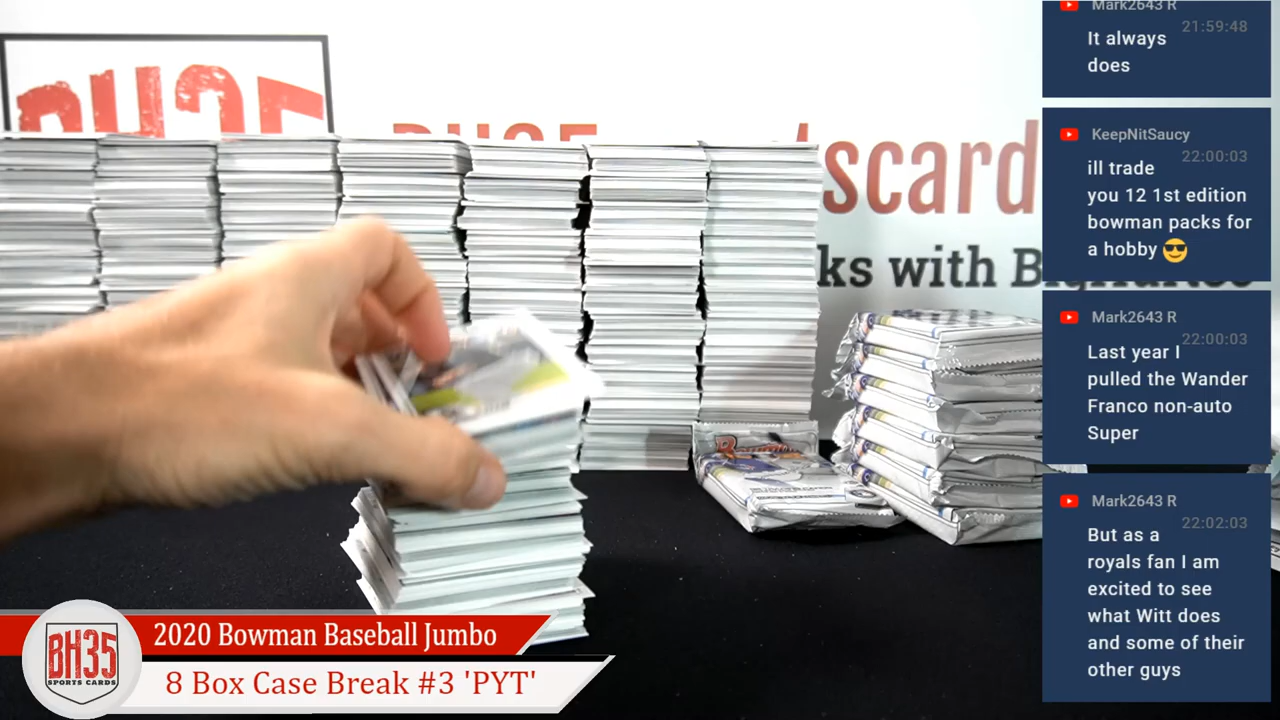 BH35
BH35
scard
ks with B
Bowman
Mark2643 R
21:59:48
It always
does
KeepNitSaucy
22:00:03
ill trade
you 12 1st edition
bowman packs for
a hobby 😎
Mark2643 R
22:00:03
Last year I
pulled the Wander
Franco non-auto
Super
Mark2643 R
22:02:03
But as a
royals fan I am
excited to see
what Witt does
and some of their
other guys
BH35
SPORTS CARDS
2020 Bowman Baseball Jumbo
8 Box Case Break #3 'PYT'